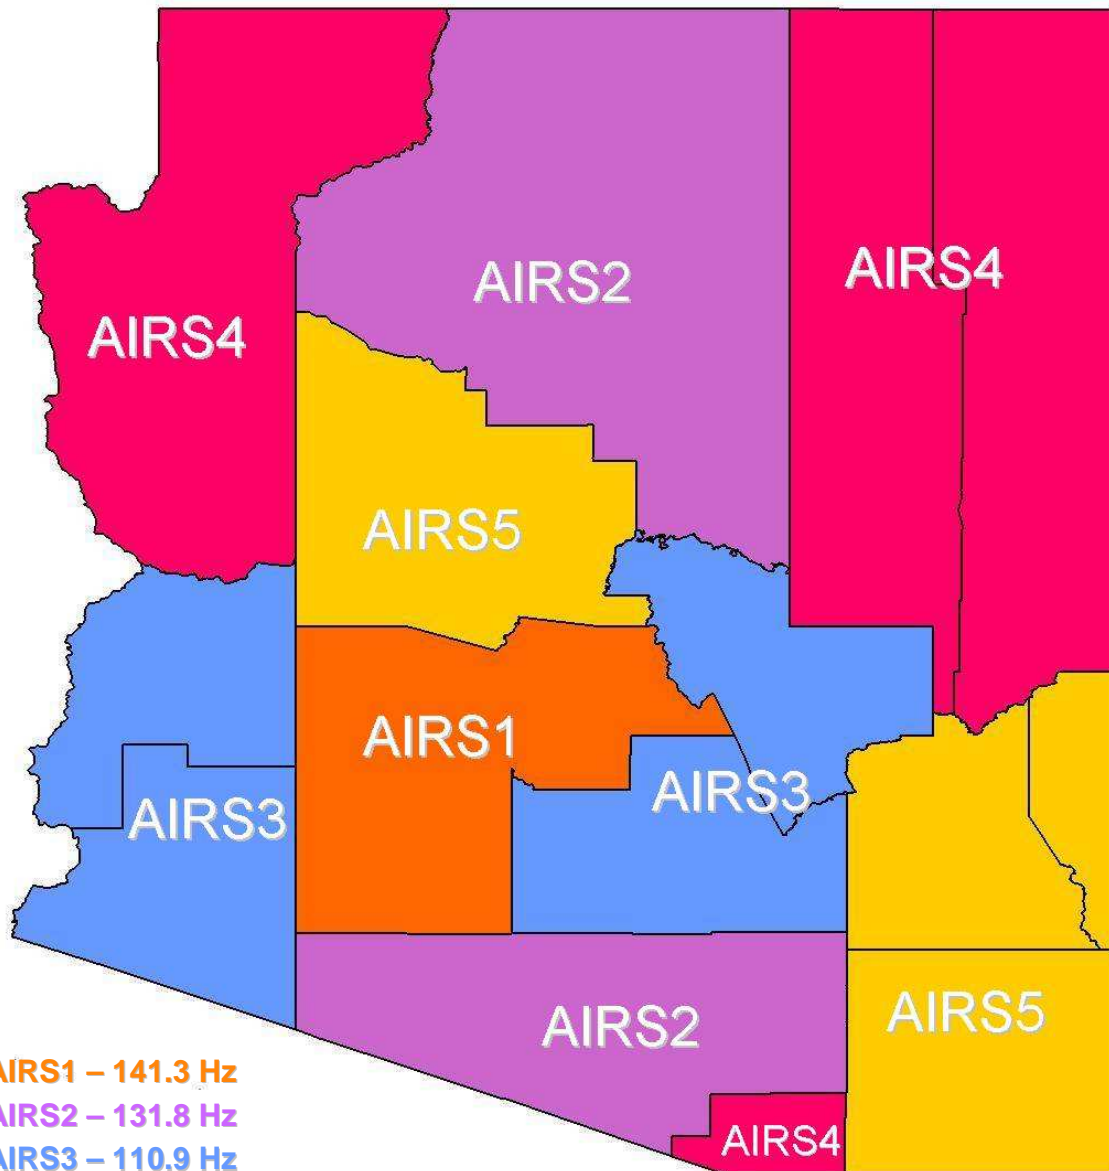 AIRS2
AIRS4
AIRS4
AIRS5
AIRS1
AIRS3
AIRS3
AIRS5
AIRS2
AIRS1 – 141.3 Hz
AIRS2 – 131.8 Hz
AIRS3 – 110.9 Hz
AIRS4